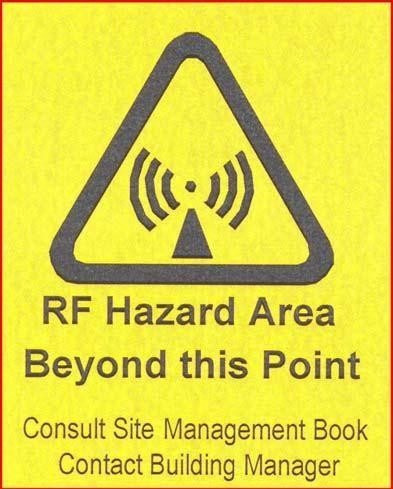 RF Hazard Area
Beyond this Point
Consult Site Management Book
Contact Building Manager